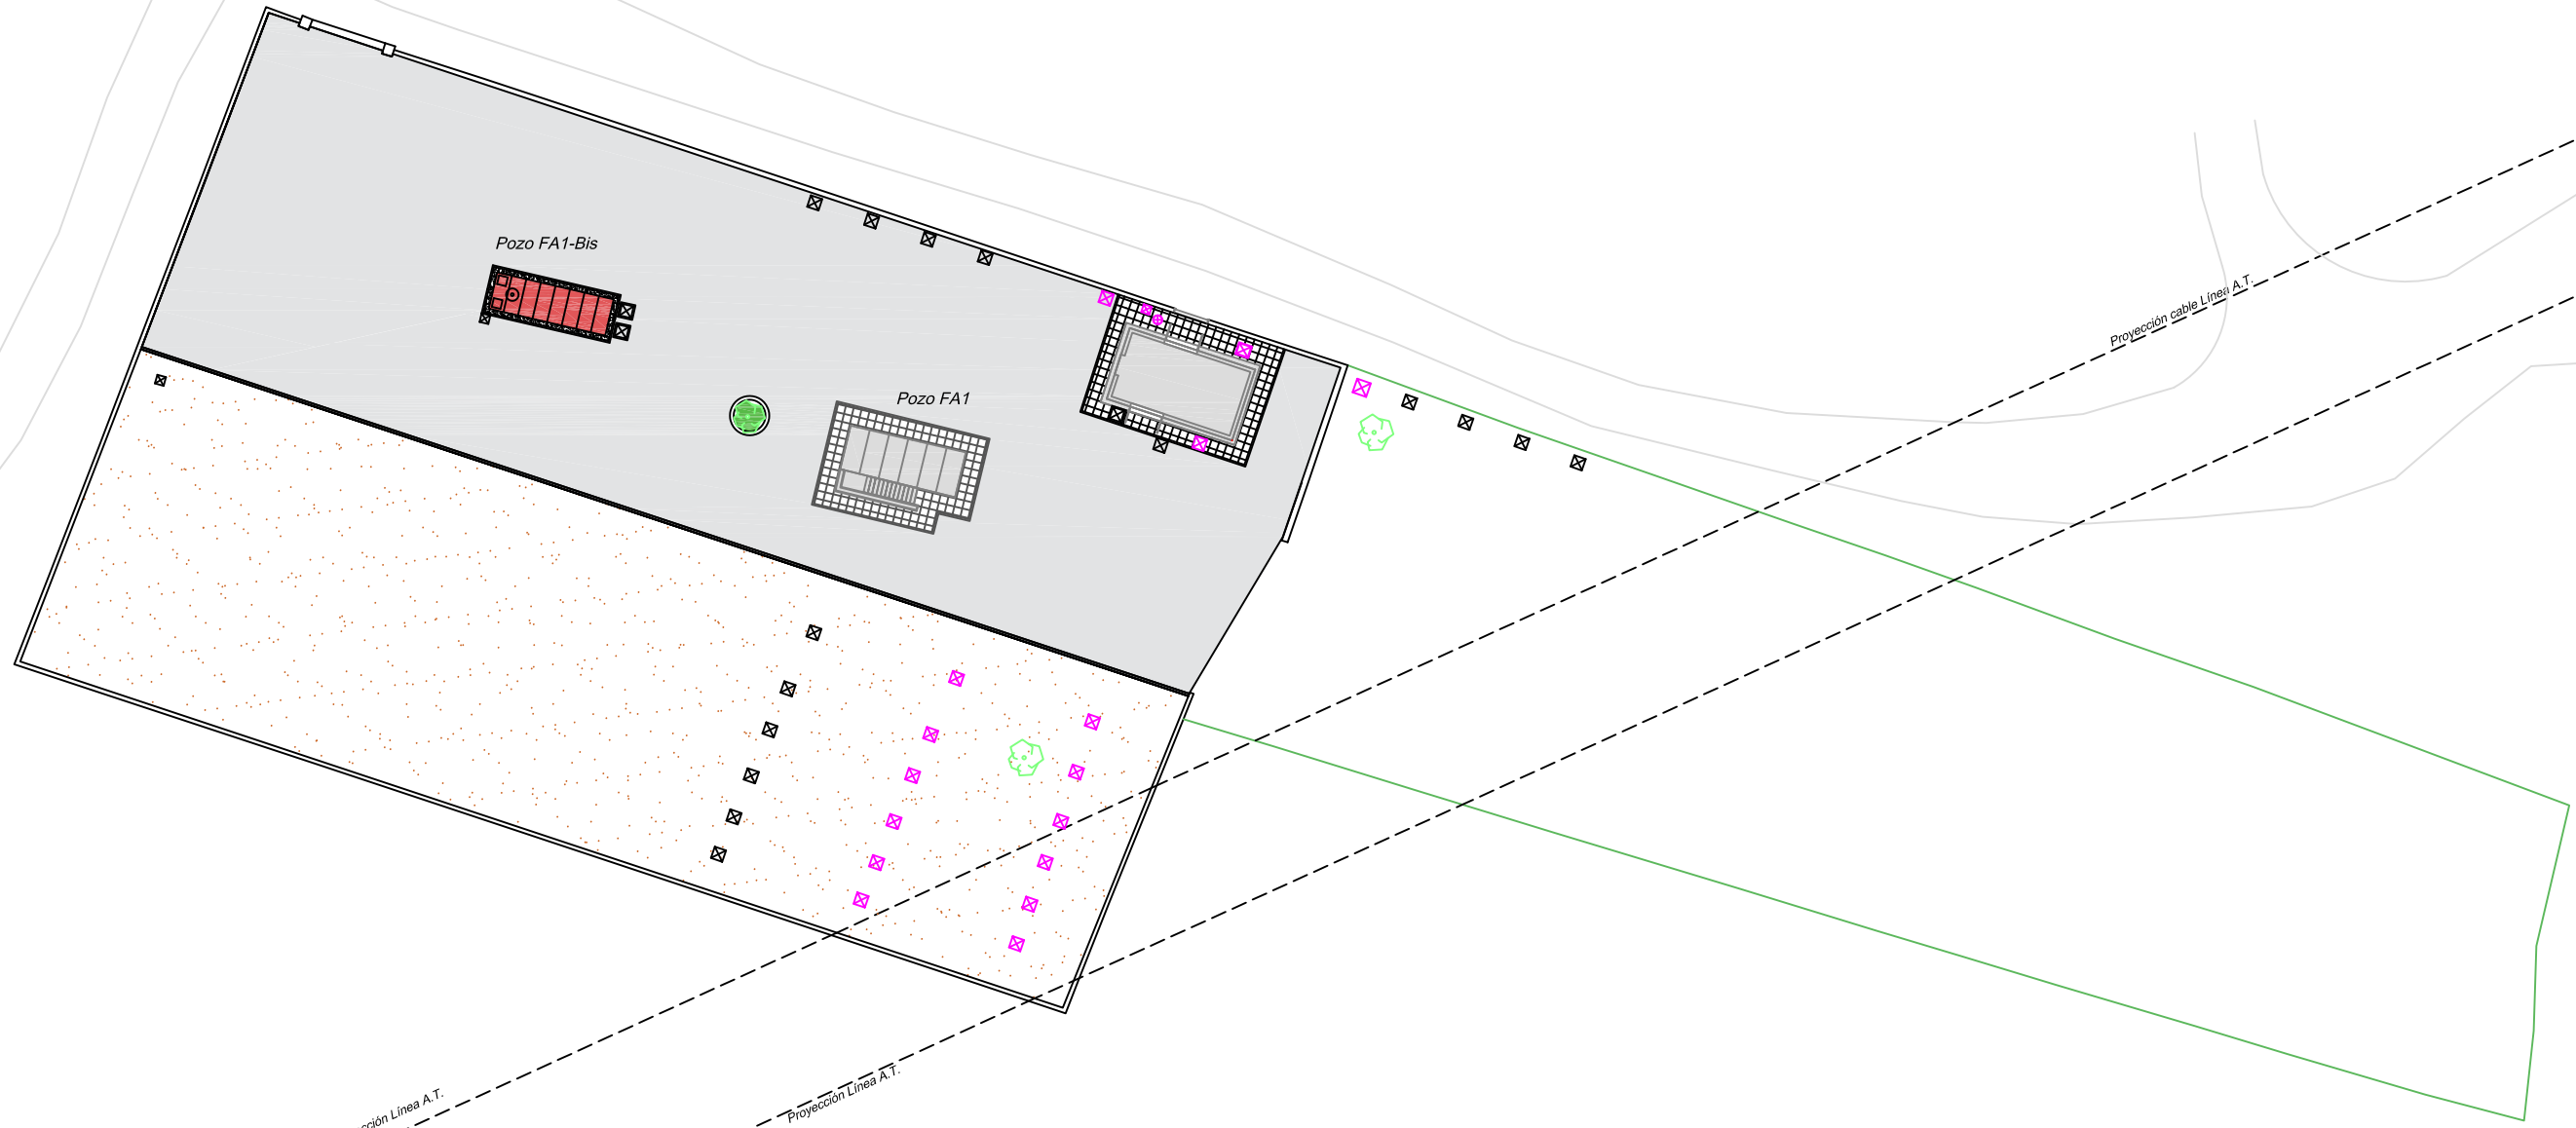 Pozo FA1-Bis
Proyección cable Línea A.T.
Pozo FA1
Proyección Línea A.T.
cción Línea A.T.